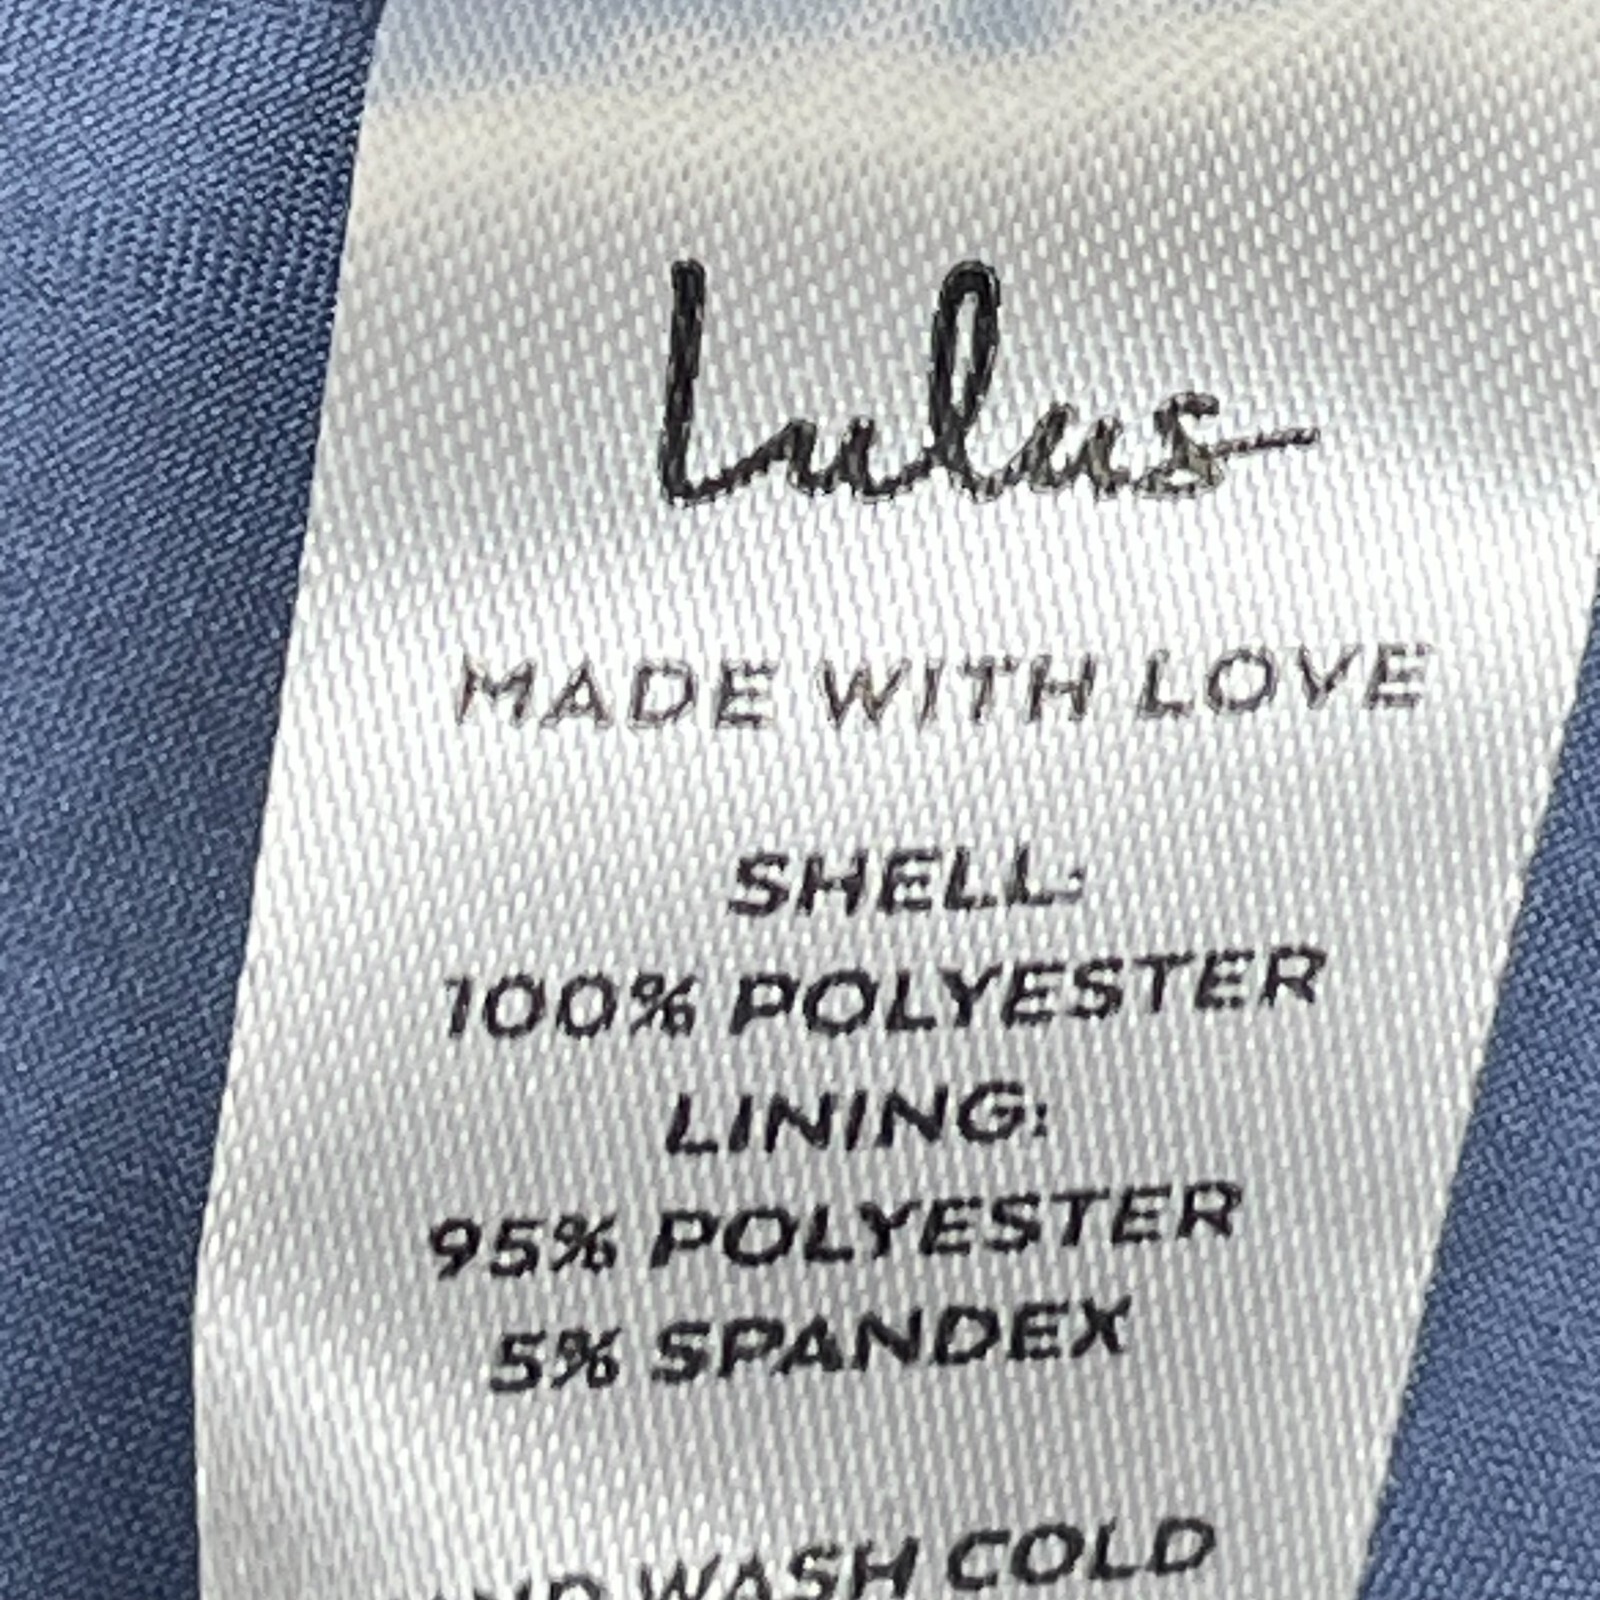 Lulus
MADE WITH LOVE
SHELL:
100% POLYESTER
LINING:
95% POLYESTER
5% SPANDEX
WASH COLD